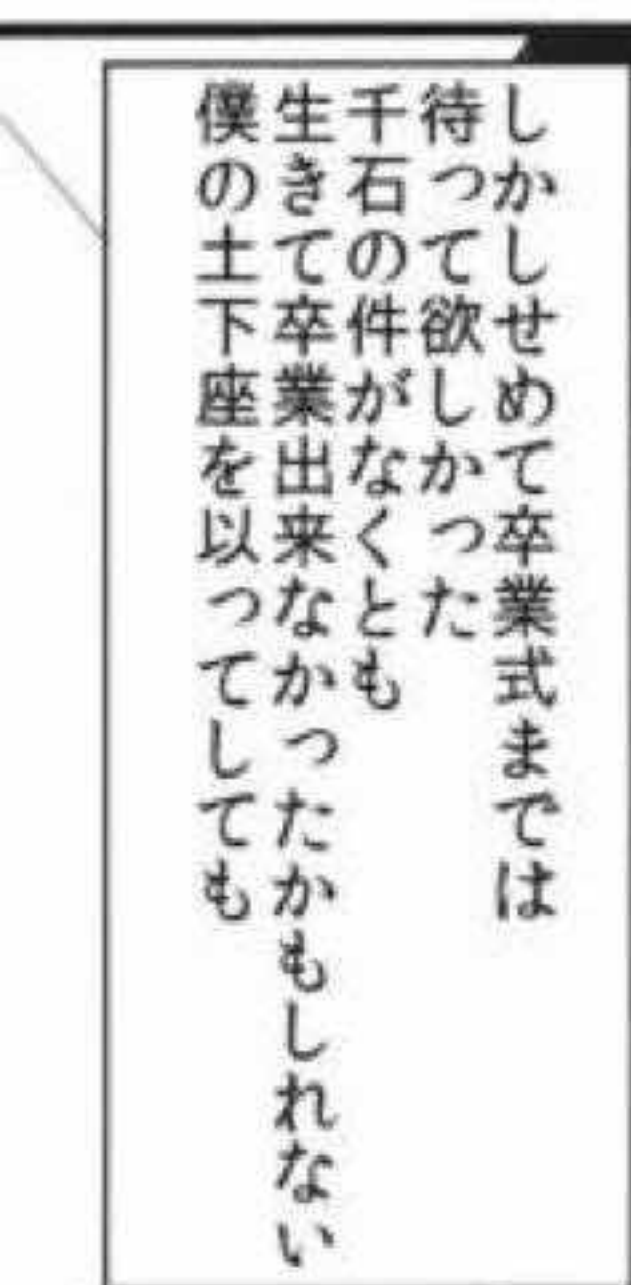 しかしせめて卒業式までは
待って欲しかった
千石の件がなくとも
生きて卒業出来なかったかもしれない
僕の土下座を以ってしても